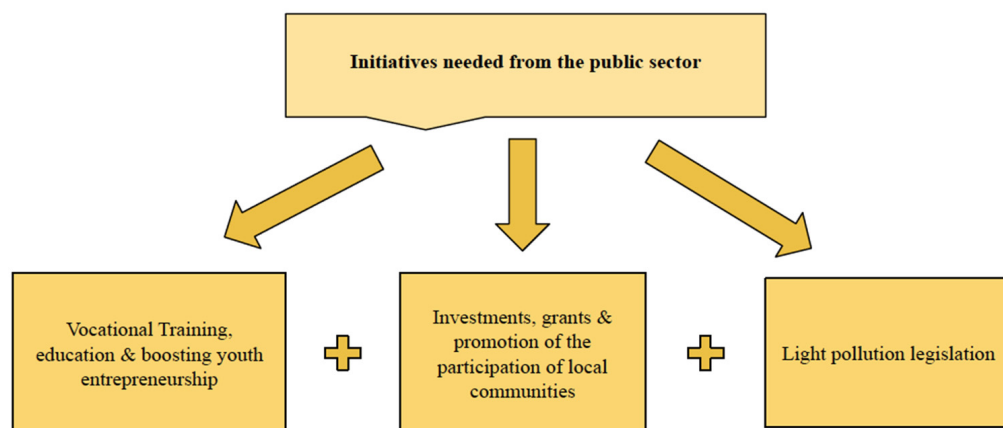 Initiatives needed from the public sector
Vocational Training,
education & boosting youth
entrepreneurship
Investments, grants &
promotion of the
participation of local
communities
Light pollution legislation